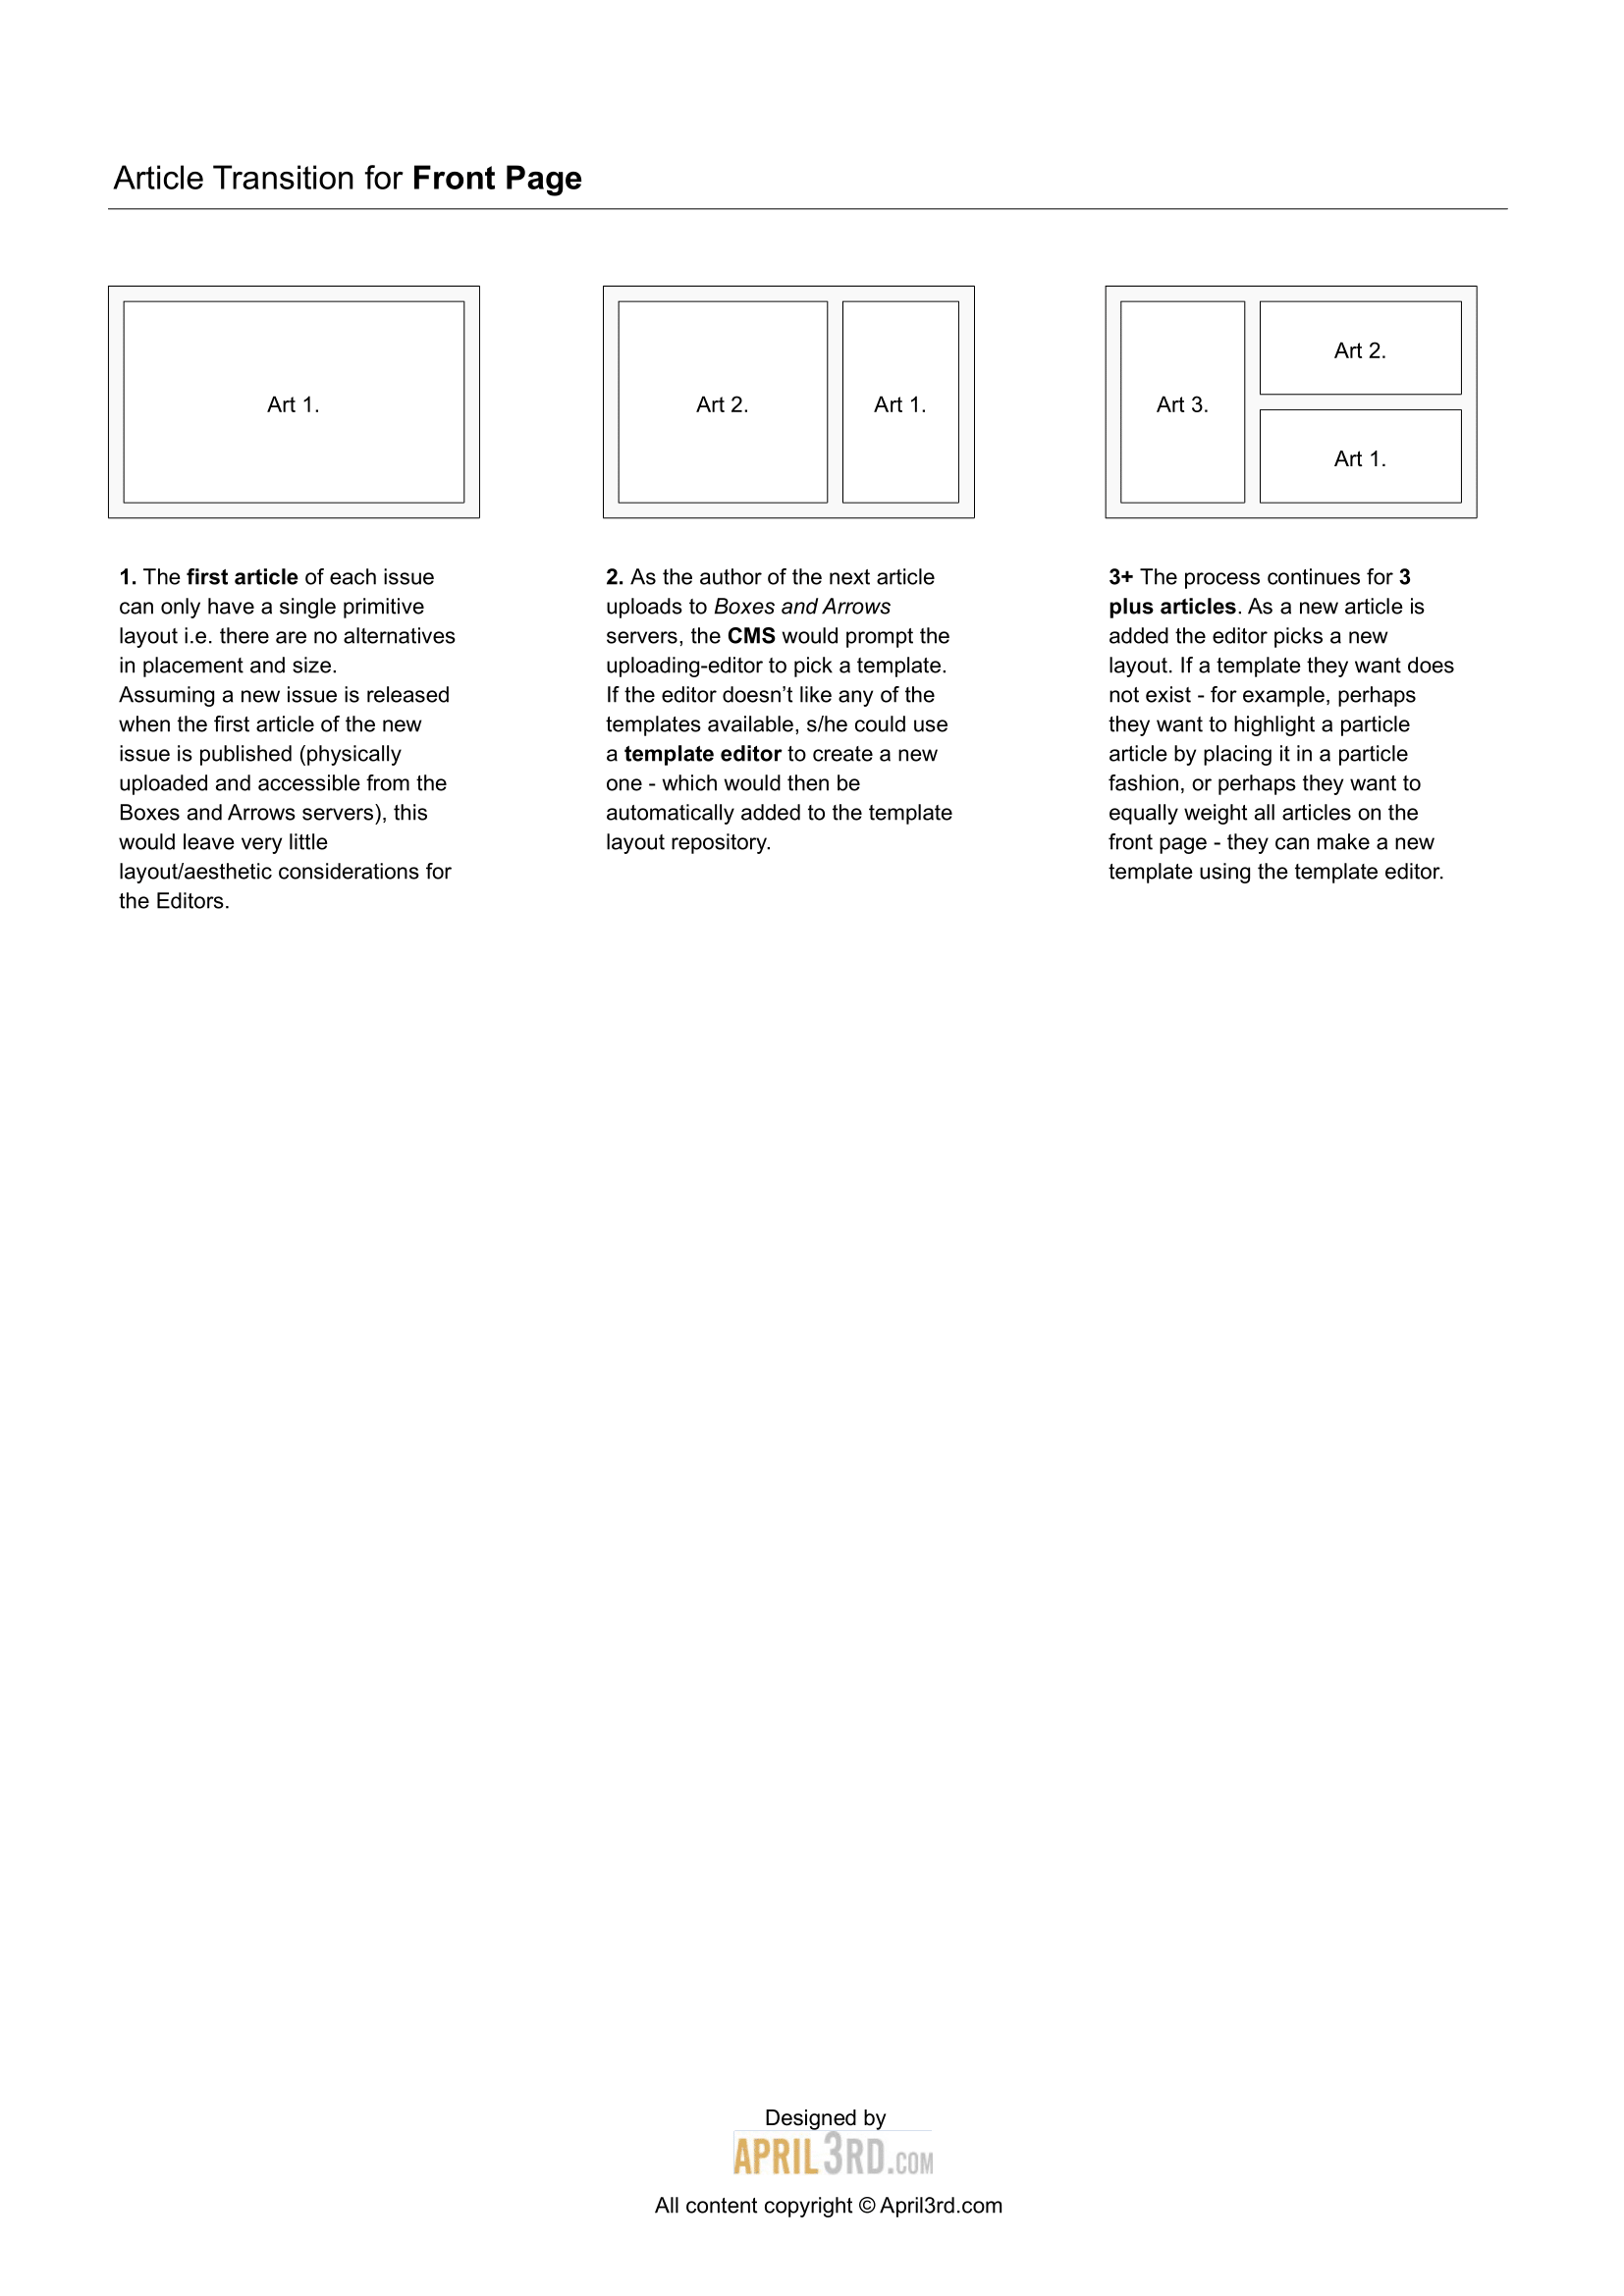 Article Transition for Front Page
Art 1.
Art 2.
Art 1.
Art 3.
Art 2.
Art 1.
1. The first article of each issue
can only have a single primitive
layout i.e. there are no alternatives
in placement and size.
Assuming a new issue is released
when the first article of the new
issue is published (physically
uploaded and accessible from the
Boxes and Arrows servers), this
would leave very little
layout/aesthetic considerations for
the Editors.
2. As the author of the next article
uploads to Boxes and Arrows
servers, the CMS would prompt the
uploading-editor to pick a template.
If the editor doesn’t like any of the
templates available, s/he could use
a template editor to create a new
one - which would then be
automatically added to the template
layout repository.
3+ The process continues for 3
plus articles. As a new article is
added the editor picks a new
layout. If a template they want does
not exist - for example, perhaps
they want to highlight a particle
article by placing it in a particle
fashion, or perhaps they want to
equally weight all articles on the
front page - they can make a new
template using the template editor.
Designed by
APRIL3RD.COM
All content copyright © April3rd.com